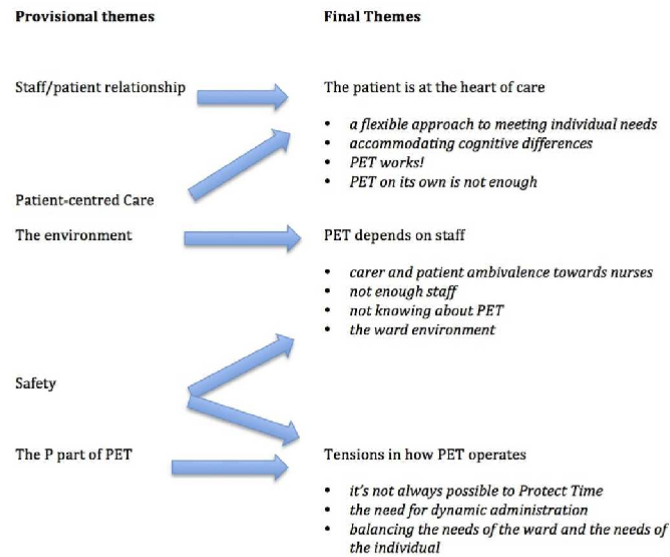 Provisional themes
Final Themes
Staff/patient relationship
The patient is at the heart of care
• a flexible approach to meeting individual needs
• accommodating cognitive differences
• PET works!
• PET on its own is not enough
Patient-centred Care
The environment
PET depends on staff
• carer and patient ambivalence towards nurses
• not enough staff
• not knowing about PET
• the ward environment
Safety
The P part of PET
Tensions in how PET operates
• it's not always possible to Protect Time
• the need for dynamic administration
• balancing the needs of the ward and the needs of
the individual